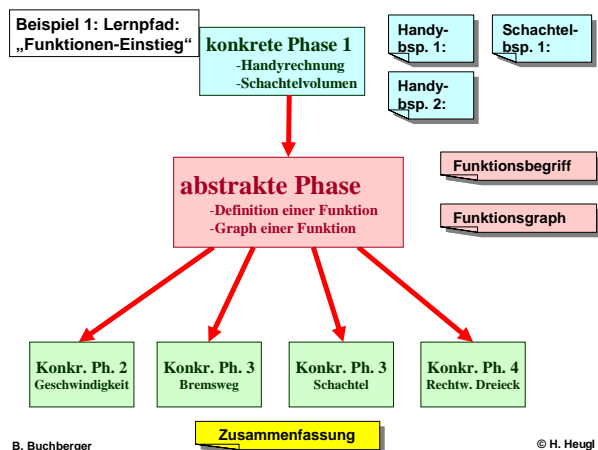 Beispiel 1: Lernpfad:
„Funktionen-Einstieg“
konkrete Phase 1
-Handyrechnung
-Schachtelvolumen
Handy-
bsp. 1:
Schachtel-
bsp. 1:
Handy-
bsp. 2:
abstrakte Phase
-Definition einer Funktion
-Graph einer Funktion
Funktionsbegriff
Funktionsgraph
Konkr. Ph. 2
Geschwindigkeit
Konkr. Ph. 3
Bremsweg
Konkr. Ph. 3
Schachtel
Konkr. Ph. 4
Rechtw. Dreieck
Zusammenfassung
B. Buchberger
© H. Heugl